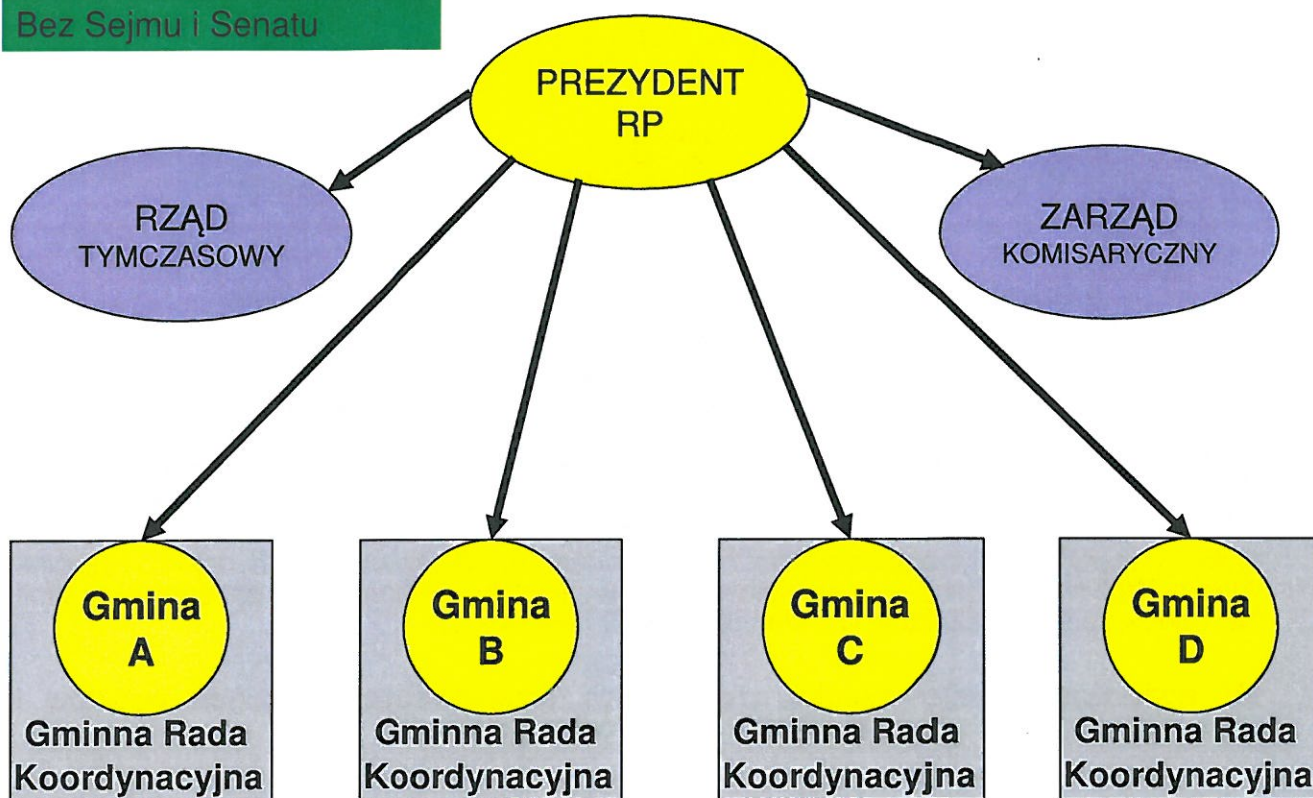 Bez Sejmu i Senatu
PREZYDENT
RP
RZĄD
TYMCZASOWY
ZARZĄD
KOMISARYCZNY
Gmina
A
Gminna Rada
Koordynacyjna
Gmina
B
Gminna Rada
Koordynacyjna
Gmina
C
Gminna Rada
Koordynacyjna
Gmina
D
Gminna Rada
Koordynacyjna